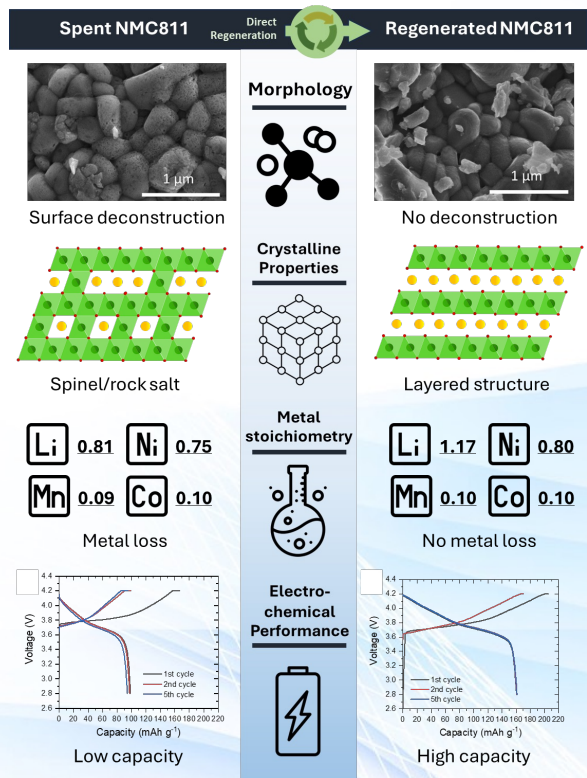 Spent NMC811
Direct
Regeneration
Regenerated NMC811
Morphology
1 µm
1 µm
Surface deconstruction
No deconstruction
Crystalline
Properties
Spinel/rock salt
Layered structure
Metal
stoichiometry
Li 0.81 Ni 0.75
Mn 0.09 Co 0.10
Metal loss
Li 1.17 Ni 0.80
Mn 0.10 Co 0.10
No metal loss
Electro-
chemical
Performance
4.4
4.2
4.0
3.8
3.6
3.4
3.2
3.0
2.8
2.6
Voltage (V)
1st cycle
2nd cycle
5th cycle
0 20 40 60 80 100 120 140 160 180 200 220
Capacity (mAh g⁻¹)
Low capacity
4.4
4.2
4.0
3.8
3.6
3.4
3.2
3.0
2.8
2.6
Voltage (V)
1st cycle
2nd cycle
5th cycle
0 20 40 60 80 100 120 140 160 180 200 220
Capacity (mAh g⁻¹)
High capacity